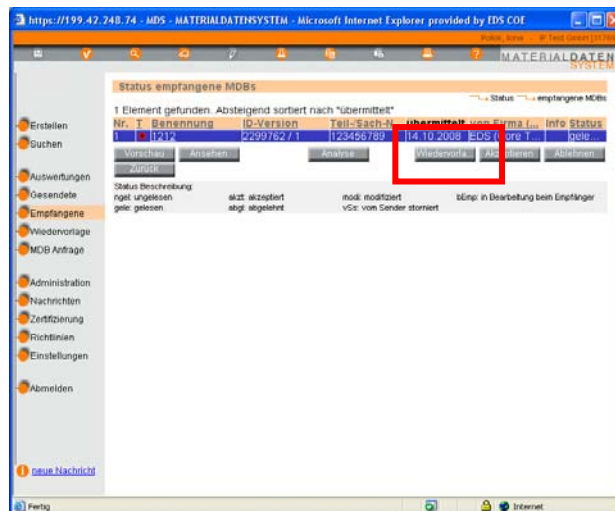 https://199.42.248.74 - MDS - MATERIALDATENSYSTEM - Microsoft Internet Explorer provided by EDS COE
MATERIALDATEN
SYSTEM
Status empfangene MDBs
Status empfangene MDBs
1 Element gefunden. Absteigend sortiert nach "übermittelt"
Nr. T Benennung ID-Version Teil-/Sach-N... übermittelt von Firma (... Info Status
1 1212 2299762 / 1 123456789 14.10.2008 EDS (Core T... gele...
Vorschau Ansehen Analyse Wiedervorla... Akzeptieren Ablehnen
Zurück
Status Beschreibung:
ngel: ungelesen akzt: akzeptiert modi: modifiziert bEmp: in Bearbeitung beim Empfänger
gele: gelesen abgl: abgelehnt vSs: vom Sender storniert
Erstellen
Suchen
Auswertungen
Gesendete
Empfangene
Wiedervorlage
MDB Anfrage
Administration
Nachrichten
Zertifizierung
Richtlinien
Einstellungen
Abmelden
neue Nachricht
Fertig Internet